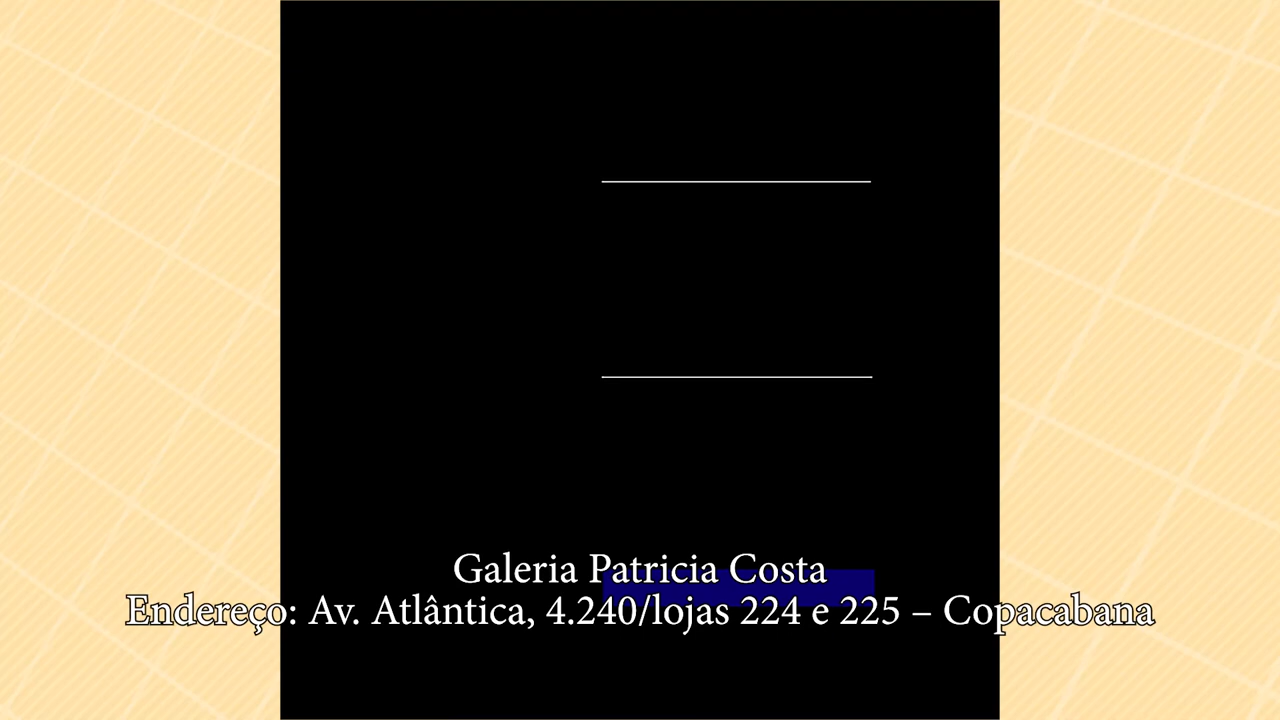 Galeria Patricia Costa
Endereço: Av. Atlântica, 4.240/lojas 224 e 225 – Copacabana